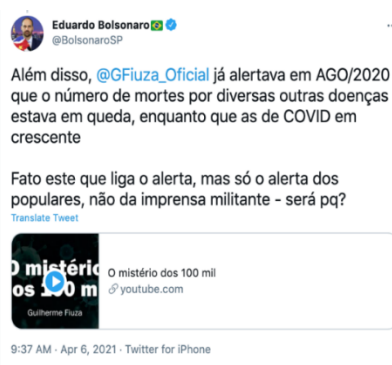 Eduardo Bolsonaro🇧🇷
@BolsonaroSP
Além disso, @GFiuza_Oficial já alertava em AGO/2020
que o número de mortes por diversas outras doenças
estava em queda, enquanto que as de COVID em
crescente
Fato este que liga o alerta, mas só o alerta dos
populares, não da imprensa militante - será pq?
Translate Tweet
O mistério
os 100 m
Guilherme Fiuza
O mistério dos 100 mil
youtube.com
9:37 AM · Apr 6, 2021 · Twitter for iPhone